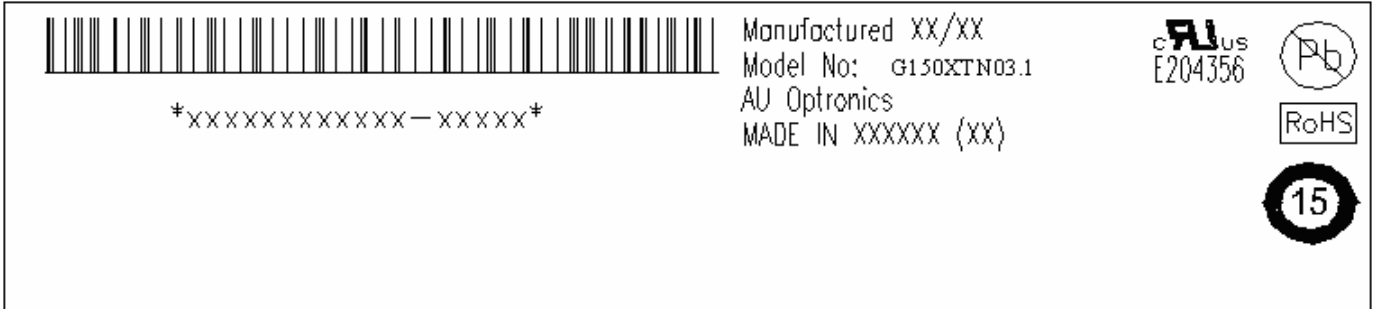 *xxxxxxxxxxxx-xxxxx*
Manufactured XX/XX
Model No: G150XTN03.1
AU Optronics
MADE IN XXXXXX (XX)
c RU us
E204356
Pb
RoHS
15